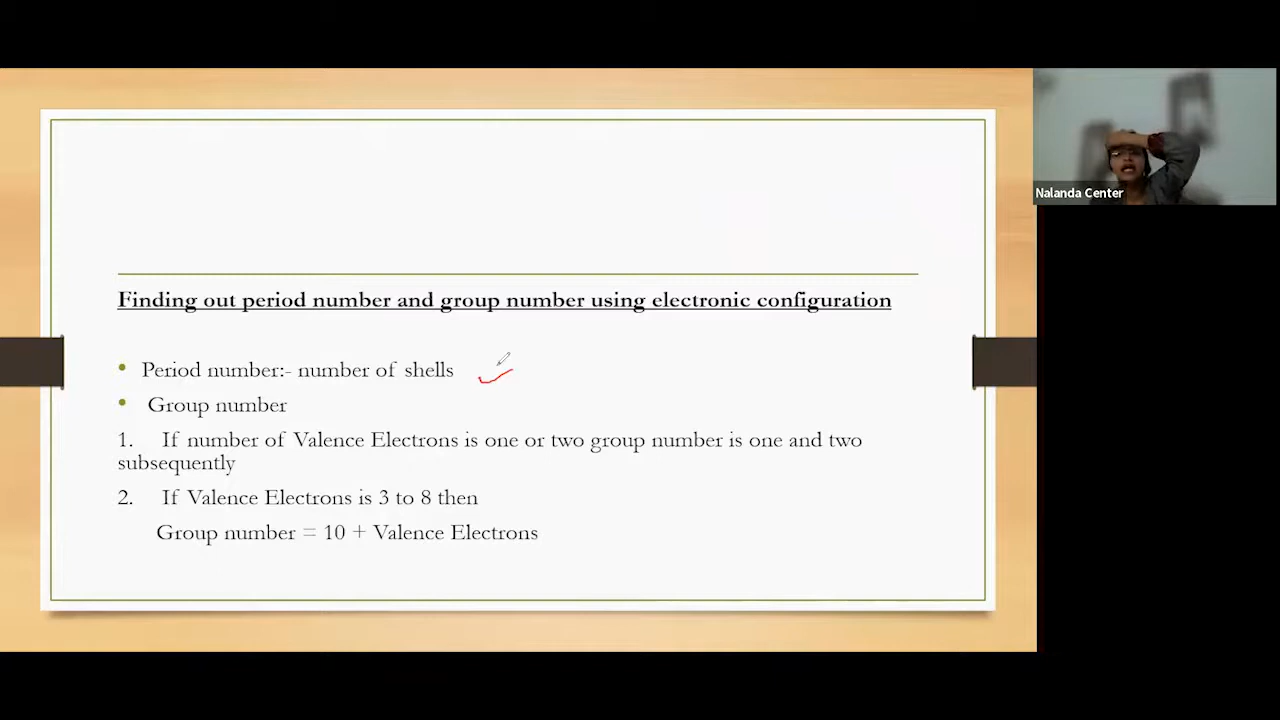 Nalanda Center
Finding out period number and group number using electronic configuration
• Period number:- number of shells
• Group number
1. If number of Valence Electrons is one or two group number is one and two
subsequently
2. If Valence Electrons is 3 to 8 then
Group number = 10 + Valence Electrons